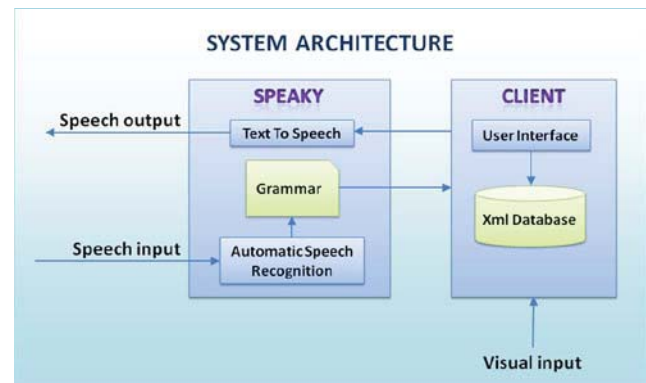 SYSTEM ARCHITECTURE
SPEAKY
CLIENT
Speech output
Text To Speech
User Interface
Grammar
Xml Database
Speech input
Automatic Speech
Recognition
Visual input